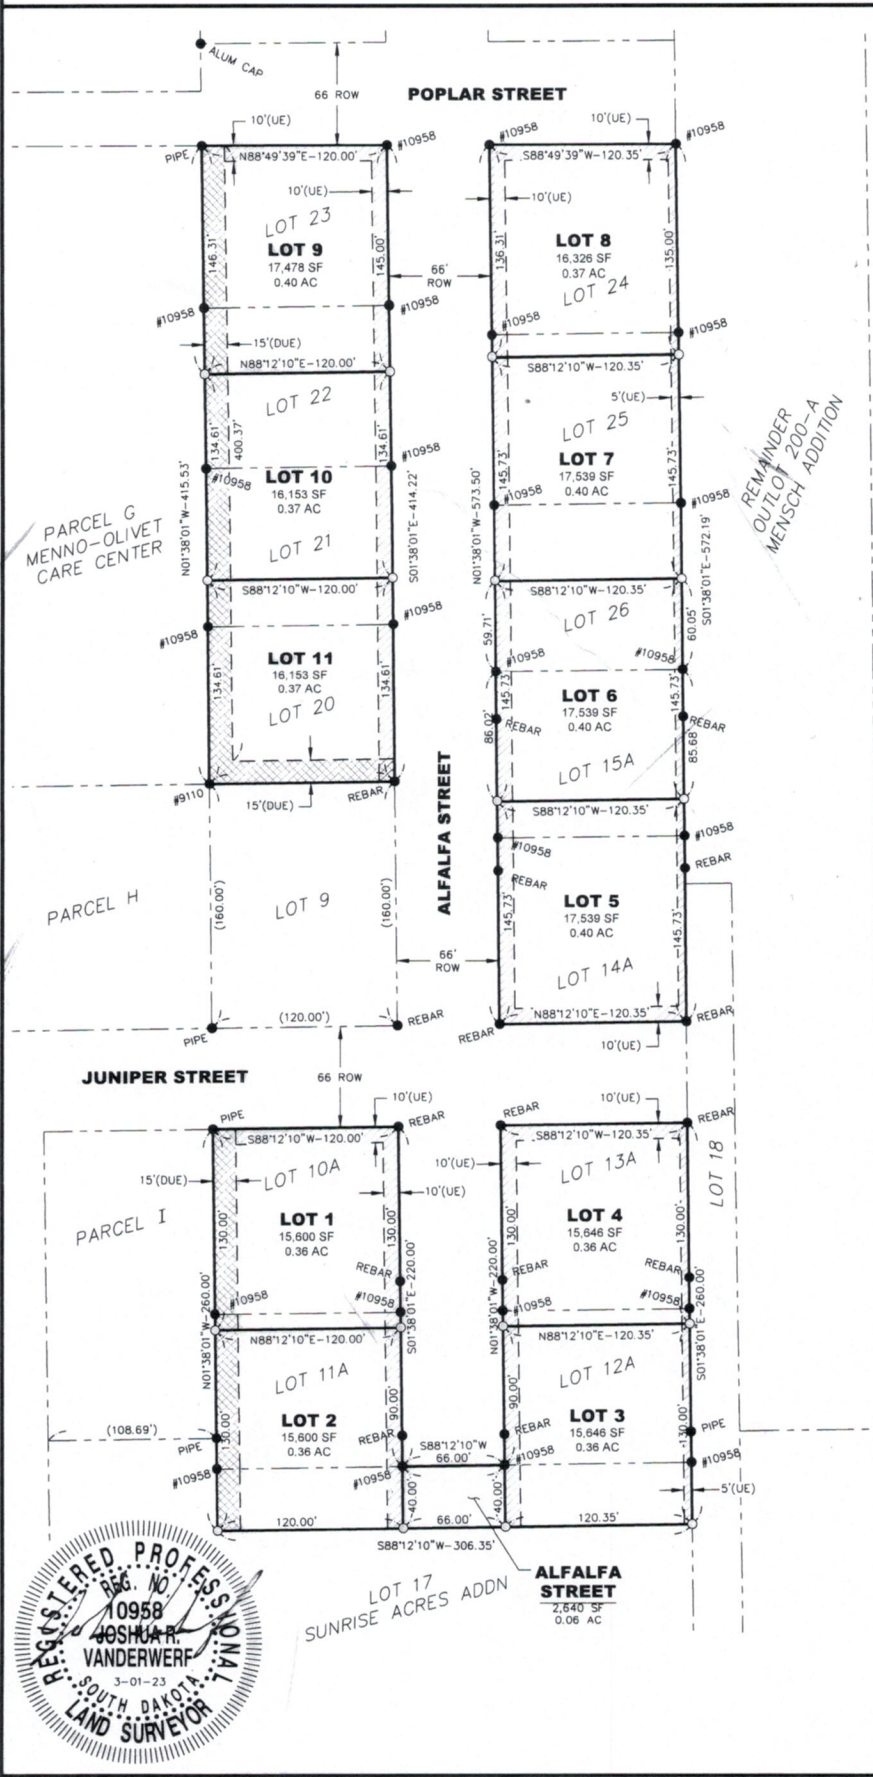 ALUM CAP
66 ROW
POPLAR STREET
10'(UE)
10'(UE)
PIPE
#10958
#10958
#10958
N88°49'39"E-120.00'
S88°49'39"W-120.35'
10'(UE)
10'(UE)
LOT 23
LOT 9
17,478 SF
0.40 AC
146.31'
145.00'
LOT 8
16,326 SF
0.37 AC
LOT 24
136.31'
135.00'
66'
ROW
#10958
#10958
#10958
#10958
15'(DUE)
N88°12'10"E-120.00'
S88°12'10"W-120.35'
LOT 22
5'(UE)
LOT 25
LOT 7
17,539 SF
0.40 AC
134.61'
400.37'
134.61'
145.73'
145.73'
#10958
#10958
LOT 10
16,153 SF
0.37 AC
LOT 21
#10958
#10958
REMAINDER
OUTLOT 200-A
MENSCH ADDITION
PARCEL G
MENNO-OLIVET
CARE CENTER
N01°38'01"W-415.53'
S01°38'01"E-414.22'
N01°38'01"W-573.50'
S01°38'01"E-572.19'
S88°12'10"W-120.00'
S88°12'10"W-120.35'
LOT 26
59.71'
60.05'
#10958
#10958
#10958
#10958
LOT 11
16,153 SF
0.37 AC
LOT 20
134.61'
134.61'
LOT 6
17,539 SF
0.40 AC
145.73'
145.73'
86.02'
85.68'
REBAR
REBAR
LOT 15A
#9110
15'(DUE)
REBAR
S88°12'10"W-120.35'
ALFALFA STREET
#10958
#10958
REBAR
REBAR
PARCEL H
(160.00')
LOT 9
(160.00')
LOT 5
17,539 SF
0.40 AC
145.73'
145.73'
66'
ROW
LOT 14A
(120.00')
REBAR
PIPE
N88°12'10"E-120.35'
REBAR
REBAR
10'(UE)
JUNIPER STREET
66 ROW
10'(UE)
10'(UE)
PIPE
REBAR
REBAR
REBAR
S88°12'10"W-120.00'
S88°12'10"W-120.35'
15'(DUE)
LOT 10A
10'(UE)
10'(UE)
LOT 13A
LOT 18
PARCEL I
LOT 1
15,600 SF
0.36 AC
130.00'
130.00'
LOT 4
15,646 SF
0.36 AC
130.00'
130.00'
REBAR
REBAR
REBAR
#10958
#10958
#10958
#10958
N01°38'01"W-260.00'
S01°38'01"E-220.00'
N01°38'01"W-220.00'
S01°38'01"E-260.00'
N88°12'10"E-120.00'
N88°12'10"E-120.35'
LOT 11A
LOT 12A
LOT 2
15,600 SF
0.36 AC
130.00'
90.00'
90.00'
LOT 3
15,646 SF
0.36 AC
130.00'
(108.69')
PIPE
REBAR
REBAR
PIPE
S88°12'10"W
66.00'
#10958
#10958
#10958
#10958
40.00'
40.00'
5'(UE)
120.00'
66.00'
120.35'
S88°12'10"W-306.35'
LOT 17
SUNRISE ACRES ADDN
ALFALFA
STREET
2,640 SF
0.06 AC
REGISTERED PROFESSIONAL
REG. NO.
10958
JOSHUA R.
VANDERWERF
3-01-23
SOUTH DAKOTA
LAND SURVEYOR